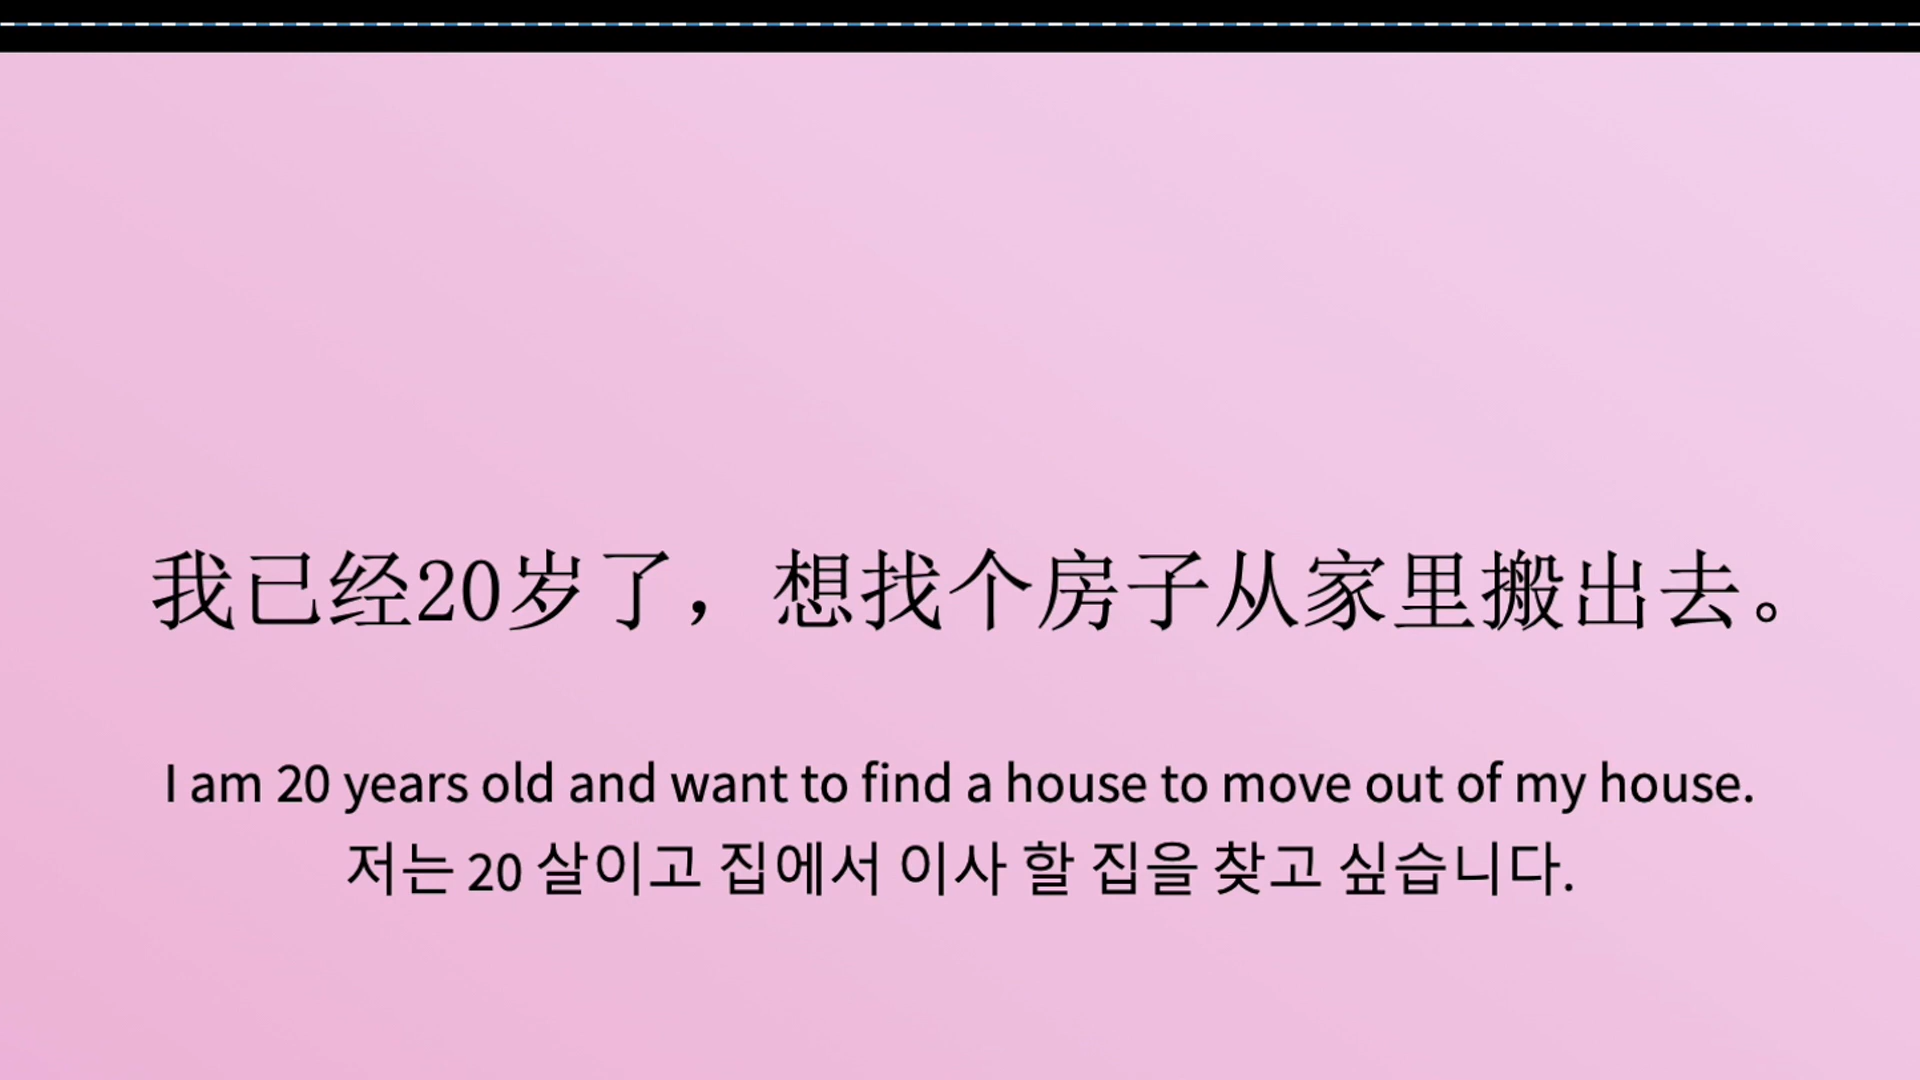 我已经20岁了，想找个房子从家里搬出去。
I am 20 years old and want to find a house to move out of my house.
저는 20 살이고 집에서 이사 할 집을 찾고 싶습니다.